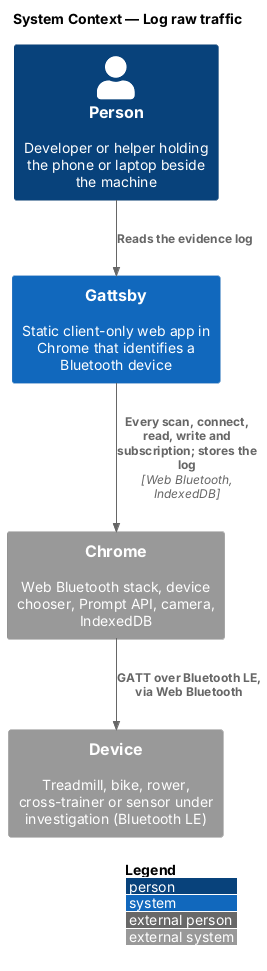 System Context — Log raw traffic
Person
Developer or helper holding
the phone or laptop beside
the machine
Reads the evidence log
Gattsby
Static client-only web app in
Chrome that identifies a
Bluetooth device
Every scan, connect,
read, write and
subscription; stores the
log
[Web Bluetooth,
IndexedDB]
Chrome
Web Bluetooth stack, device
chooser, Prompt API, camera,
IndexedDB
GATT over Bluetooth LE,
via Web Bluetooth
Device
Treadmill, bike, rower,
cross-trainer or sensor under
investigation (Bluetooth LE)
Legend
person
system
external person
external system